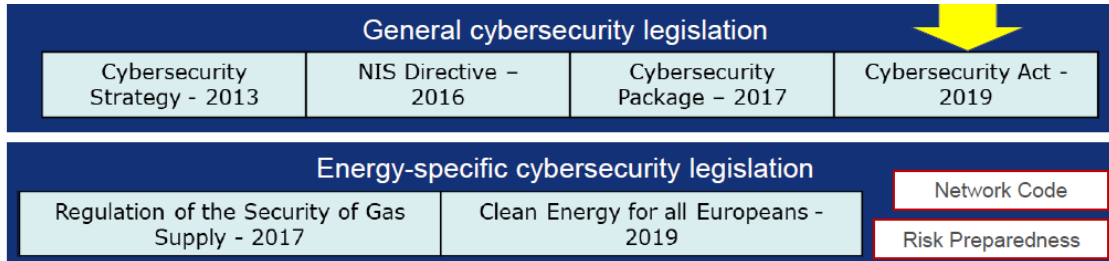 General cybersecurity legislation
Cybersecurity
Strategy - 2013
NIS Directive –
2016
Cybersecurity
Package – 2017
Cybersecurity Act -
2019
Energy-specific cybersecurity legislation
Regulation of the Security of Gas
Supply - 2017
Clean Energy for all Europeans -
2019
Network Code
Risk Preparedness